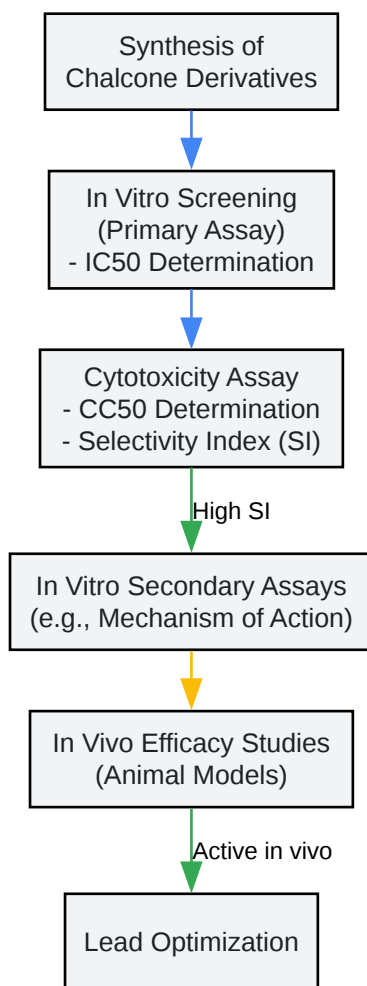 Synthesis of
Chalcone Derivatives
In Vitro Screening
(Primary Assay)
- IC50 Determination
Cytotoxicity Assay
- CC50 Determination
- Selectivity Index (SI)
High SI
In Vitro Secondary Assays
(e.g., Mechanism of Action)
In Vivo Efficacy Studies
(Animal Models)
Active in vivo
Lead Optimization